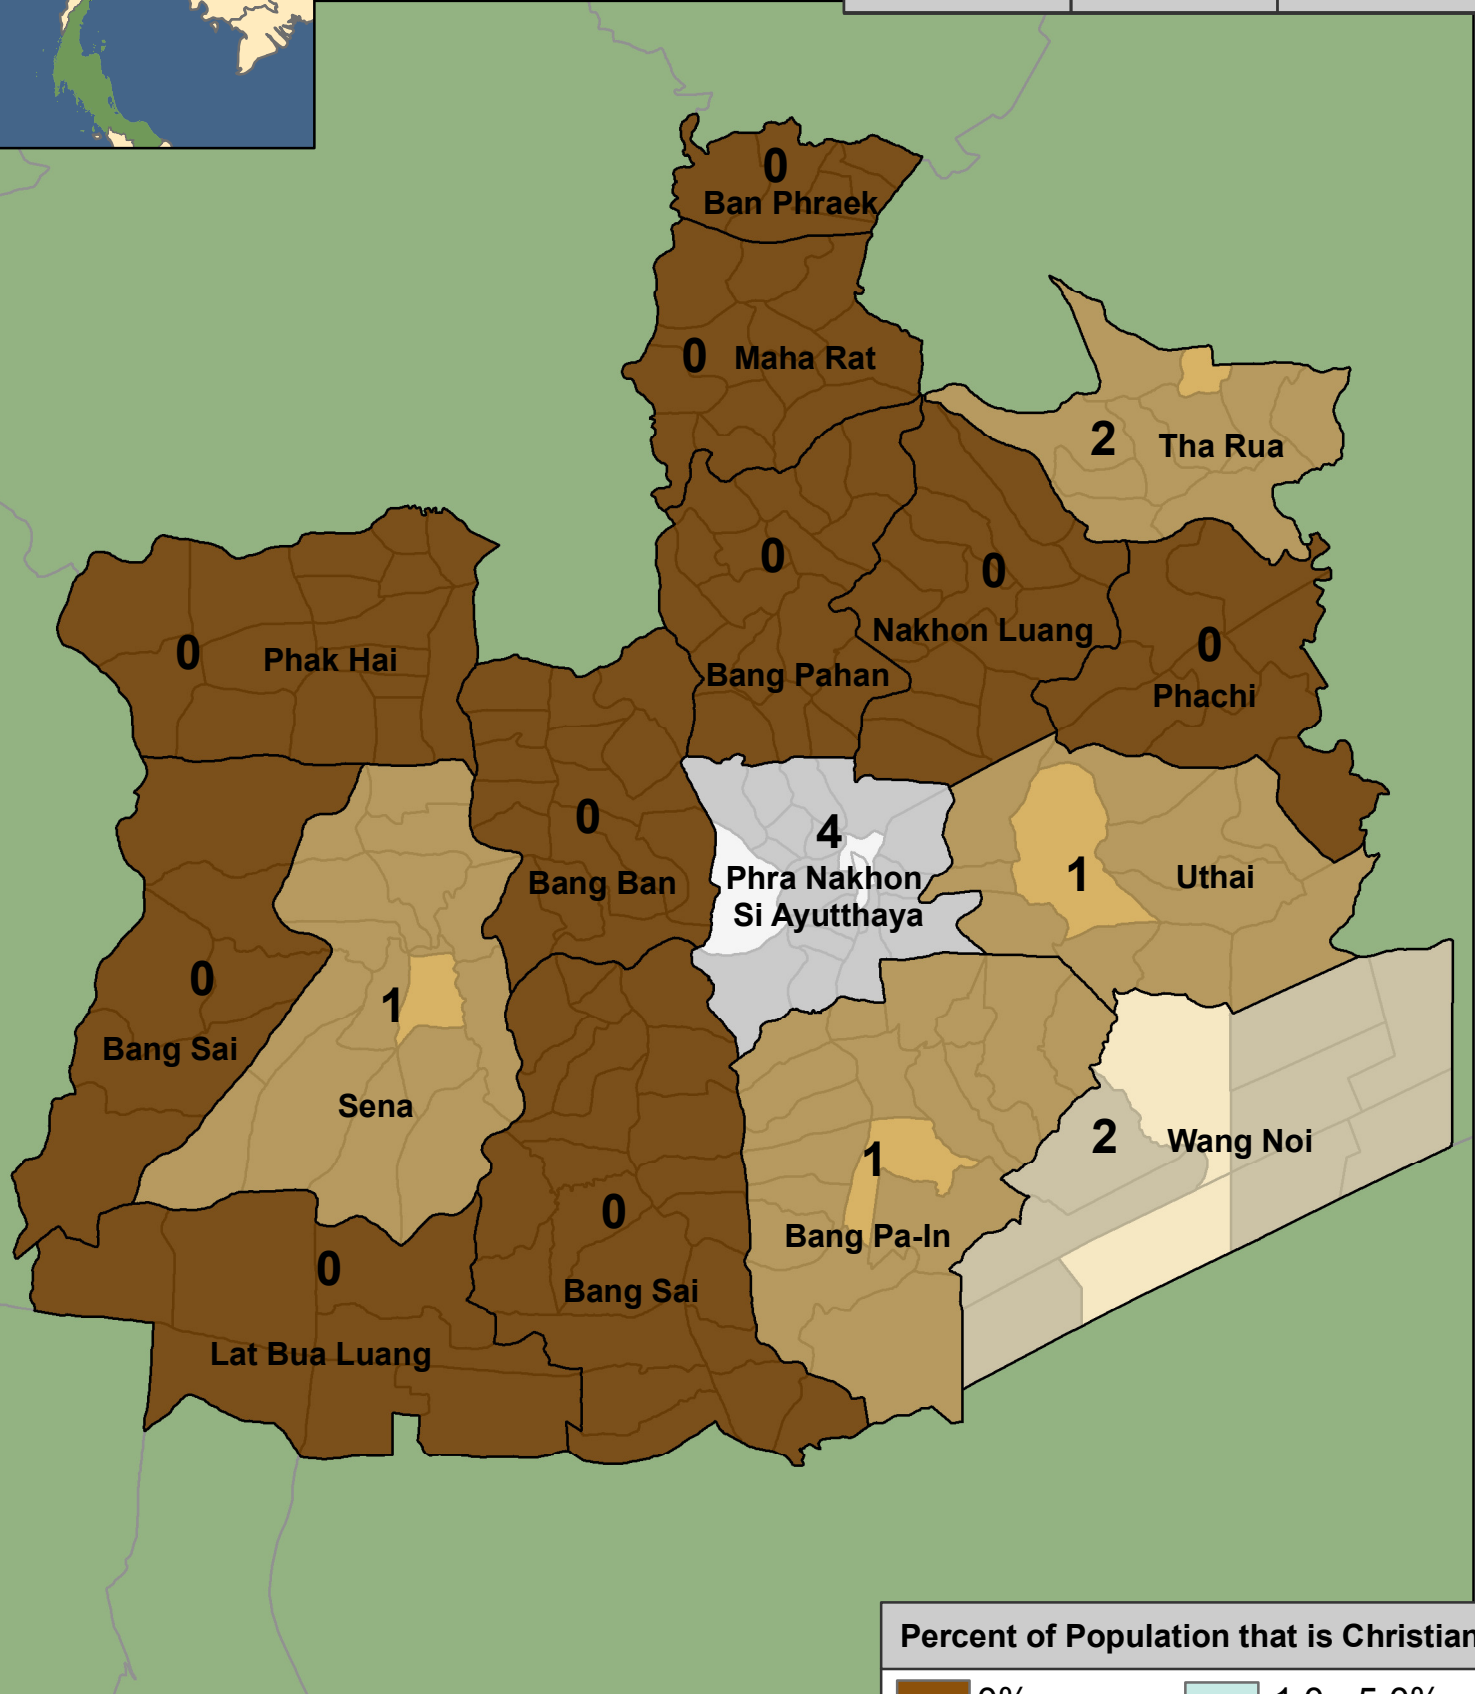 0
Ban Phraek
0 Maha Rat
2 Tha Rua
0
Bang Pahan
0
Nakhon Luang
0
Phachi
0 Phak Hai
0
Bang Ban
4
Phra Nakhon
Si Ayutthaya
1 Uthai
0
Bang Sai
1
Sena
2 Wang Noi
1
Bang Pa-In
0
Bang Sai
0
Lat Bua Luang
Percent of Population that is Christian
0%